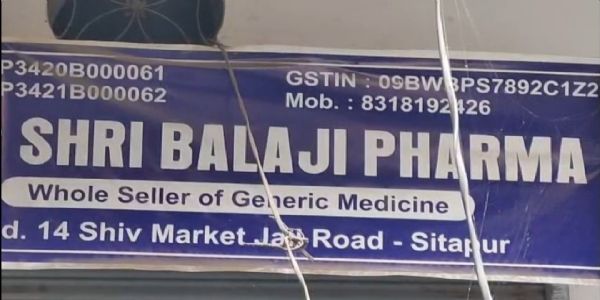 P3420B000061
P3421B000062
GSTIN : 09BWBPS7892C1Z2
Mob. : 8318192426
SHRI BALAJI PHARMA
Whole Seller of Generic Medicine
d. 14 Shiv Market Jail Road - Sitapur